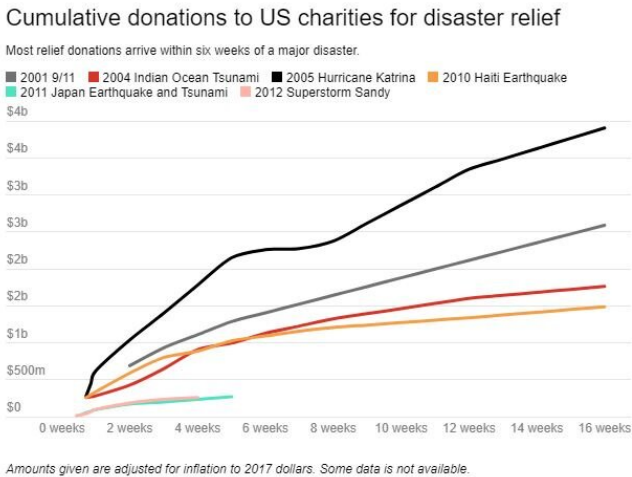 Cumulative donations to US charities for disaster relief
Most relief donations arrive within six weeks of a major disaster.
2001 9/11 2004 Indian Ocean Tsunami 2005 Hurricane Katrina 2010 Haiti Earthquake
2011 Japan Earthquake and Tsunami 2012 Superstorm Sandy
$4b
$4b
$3b
$3b
$2b
$2b
$1b
$500m
$0
0 weeks 2 weeks 4 weeks 6 weeks 8 weeks 10 weeks 12 weeks 14 weeks 16 weeks
Amounts given are adjusted for inflation to 2017 dollars. Some data is not available.